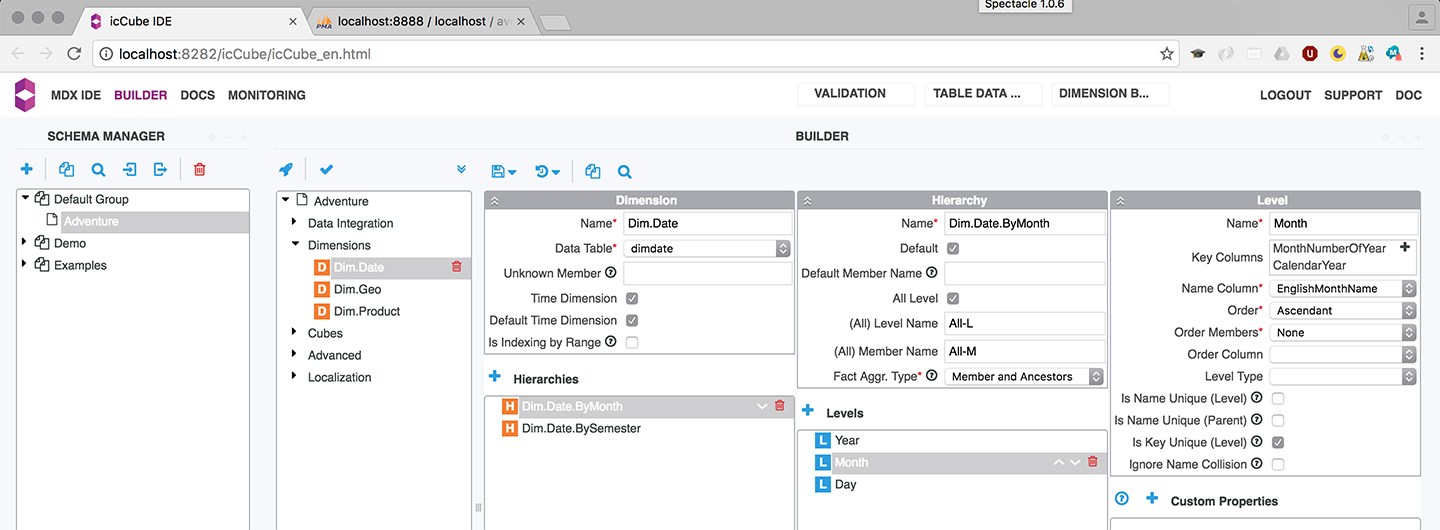 Spectacle 1.0.6
icCube IDE
PMA localhost:8888 / localhost / av
localhost:8282/icCube/icCube_en.html
MDX IDE BUILDER DOCS MONITORING VALIDATION TABLE DATA ... DIMENSION B... LOGOUT SUPPORT DOC
SCHEMA MANAGER BUILDER
Default Group
Adventure
Demo
Examples
Adventure
Data Integration
Dimensions
D Dim.Date
D Dim.Geo
D Dim.Product
Cubes
Advanced
Localization
Dimension
Name* Dim.Date
Data Table* dimdate
Unknown Member ?
Time Dimension
Default Time Dimension
Is Indexing by Range ?
Hierarchies
H Dim.Date.ByMonth
H Dim.Date.BySemester
Hierarchy
Name* Dim.Date.ByMonth
Default
Default Member Name ?
All Level
(All) Level Name All-L
(All) Member Name All-M
Fact Aggr. Type* ? Member and Ancestors
Levels
L Year
L Month
L Day
Level
Name* Month
Key Columns MonthNumberOfYear
CalendarYear
Name Column* EnglishMonthName
Order* Ascendant
Order Members* None
Order Column
Level Type
Is Name Unique (Level) ?
Is Name Unique (Parent) ?
Is Key Unique (Level) ?
Ignore Name Collision ?
? Custom Properties